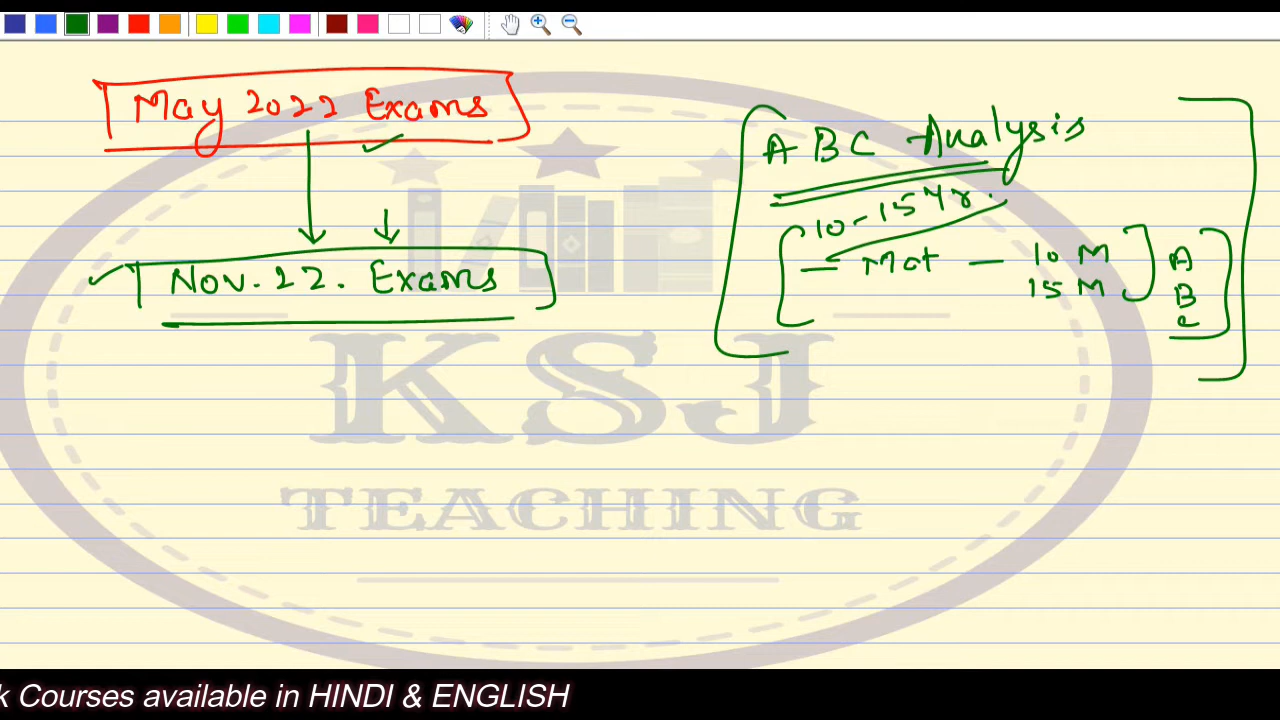 May 2022 Exams
Nov. 22. Exams
ABC Analysis
10-15 Yr.
— Mat — 10 M
15 M
A
B
C
KSJ
TEACHING
k Courses available in HINDI & ENGLISH